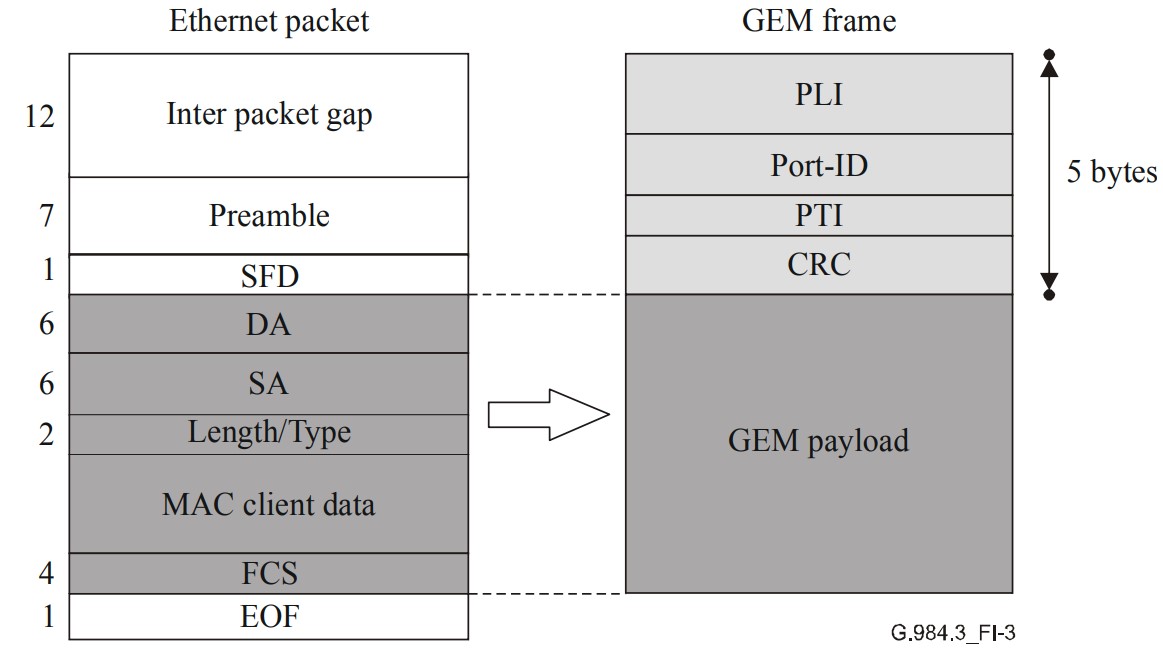 Ethernet packet
GEM frame
12
Inter packet gap
7
Preamble
1
SFD
6
DA
6
SA
2
Length/Type
MAC client data
4
FCS
1
EOF
PLI
Port-ID
PTI
CRC
5 bytes
GEM payload
G.984.3_FI-3